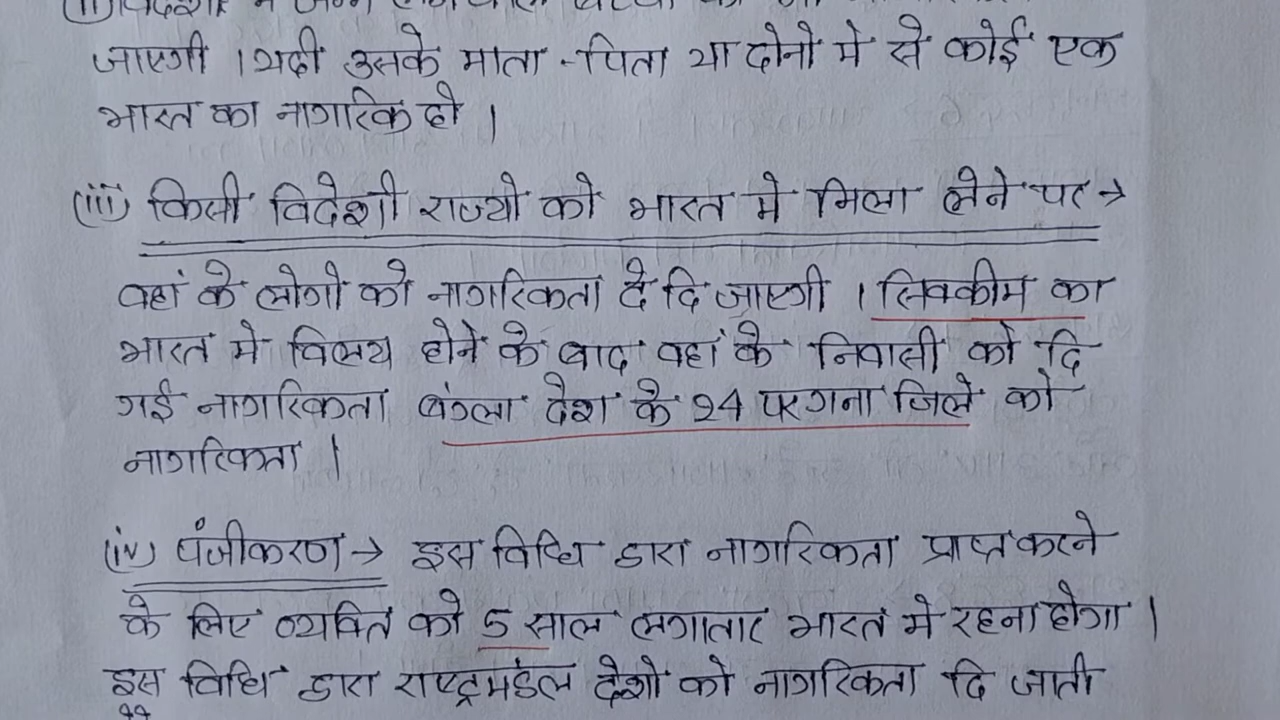 जाएगी । यदी उसके माता - पिता या दोनो मे से कोई एक
भारत का नागरिक हो ।
(iii) किसी विदेशी राज्यो को भारत मे मिला लेने पर →
वहां के लोगो को नागरिकता दे दि जाएगी । सिक्कीम का
भारत मे विलय होने के बाद वहां के निवासी को दि
गई नागरिकता बंग्ला देश के 24 परगना जिले को
नागरिकता ।
(iv) पंजीकरण → इस विधि द्वारा नागरिकता प्राप्त करने
के लिए व्यक्ति को 5 साल लगातार भारत मे रहना होगा ।
इस विधि द्वारा राष्ट्रमंडल देशो को नागरिकता दि जाती